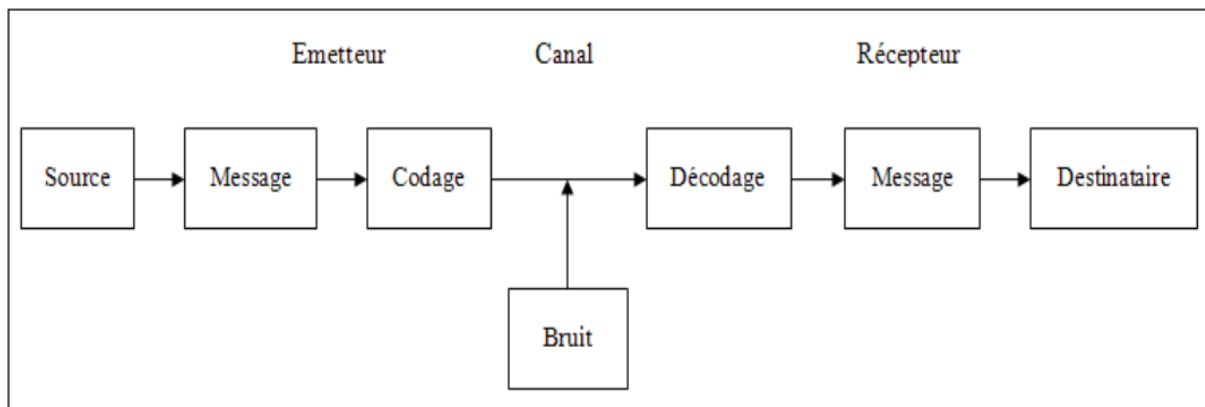 Emetteur Canal Récepteur
Source Message Codage Décodage Message Destinataire
Bruit